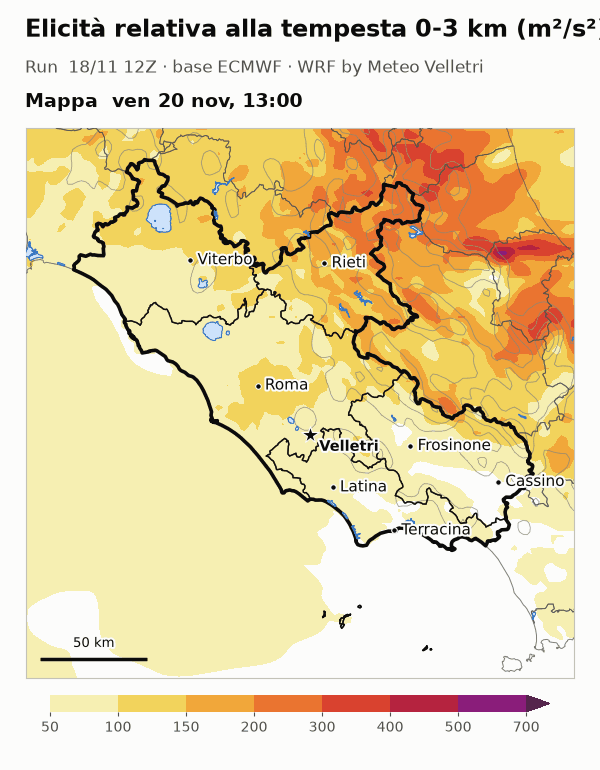 Elicità relativa alla tempesta 0-3 km (m²/s²)
Run 18/11 12Z · base ECMWF · WRF by Meteo Velletri
Mappa ven 20 nov, 13:00
Viterbo
Rieti
Roma
Velletri
Frosinone
Cassino
Latina
Terracina
50 km
50 100 150 200 300 400 500 700